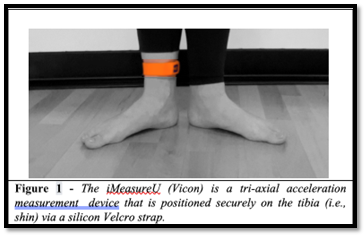 Figure 1 - The iMeasureU (Vicon) is a tri-axial acceleration
measurement device that is positioned securely on the tibia (i.e.,
shin) via a silicon Velcro strap.